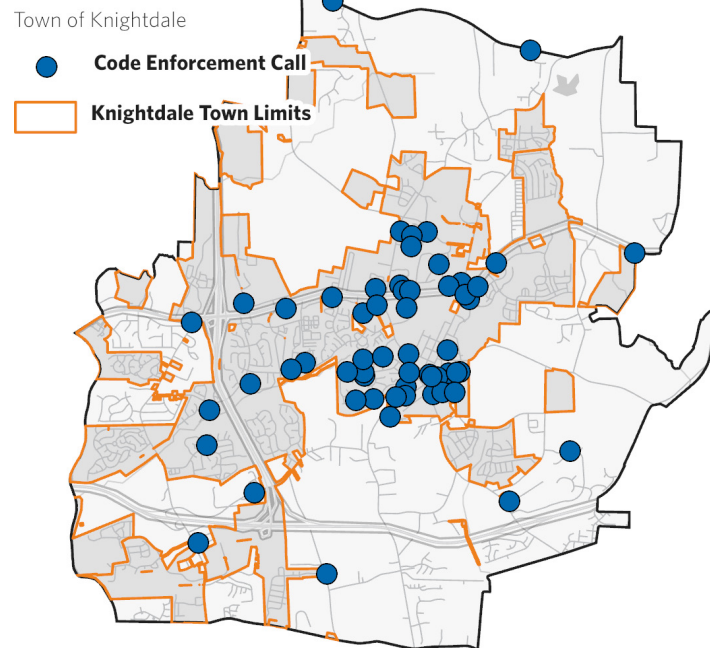 Town of Knightdale
Code Enforcement Call
Knightdale Town Limits